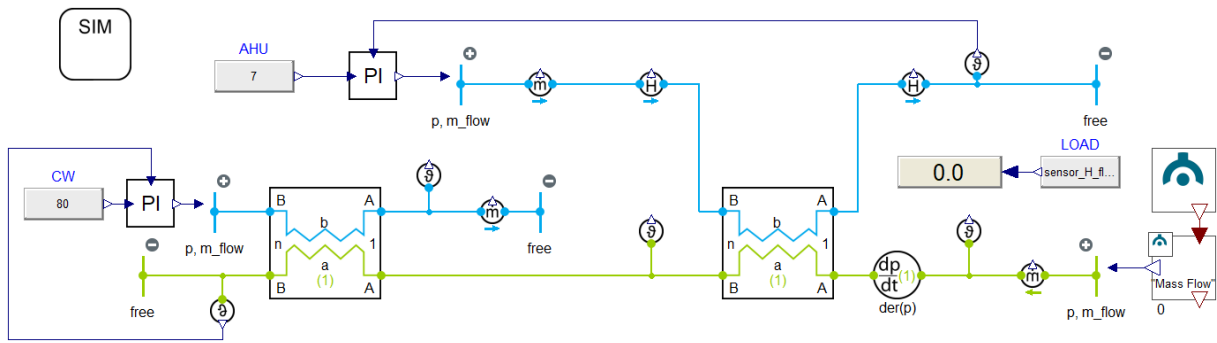 SIM
AHU
7
PI
ṁ
H
H
ϑ
p, m_flow
free
LOAD
0.0
sensor_H_fl...
CW
80
PI
p, m_flow
B
A
b
n
1
a
(1)
B
A
ϑ
ṁ
free
ϑ
B
A
b
n
1
a
(1)
B
A
dp
dt
(1)
der(p)
ϑ
ṁ
p, m_flow
"Mass Flow"
0
free
ϑ